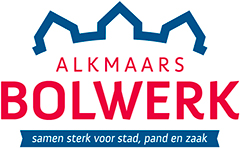 ALKMAARS
BOLWERK
samen sterk voor stad, pand en zaak